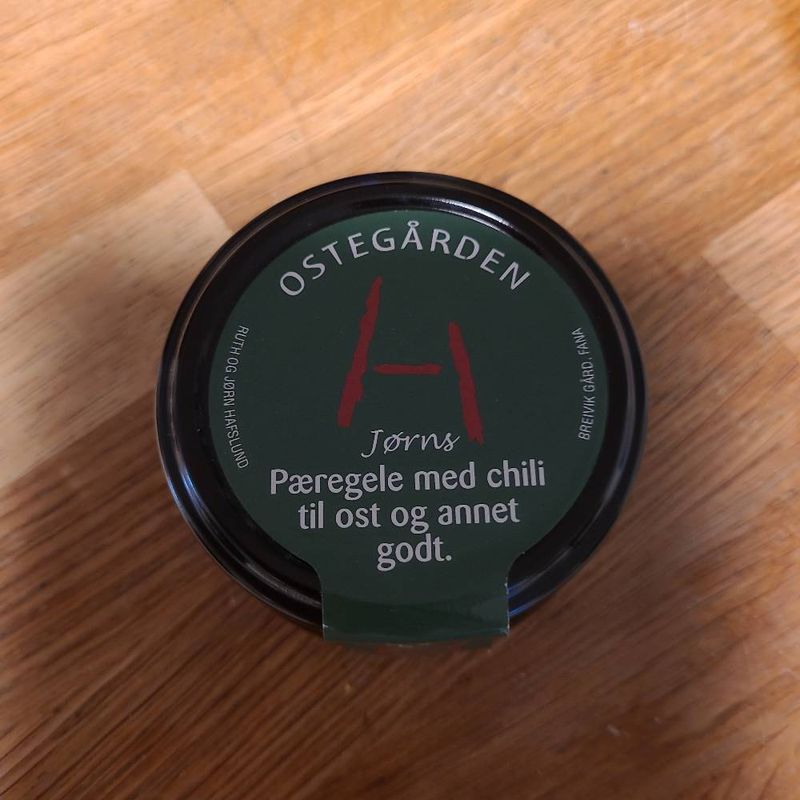 OSTEGÅRDEN
H
RUTH OG JØRN HAFSLUND
BREIVIK GÅRD, FANA
Jørns
Pæregele med chili
til ost og annet
godt.